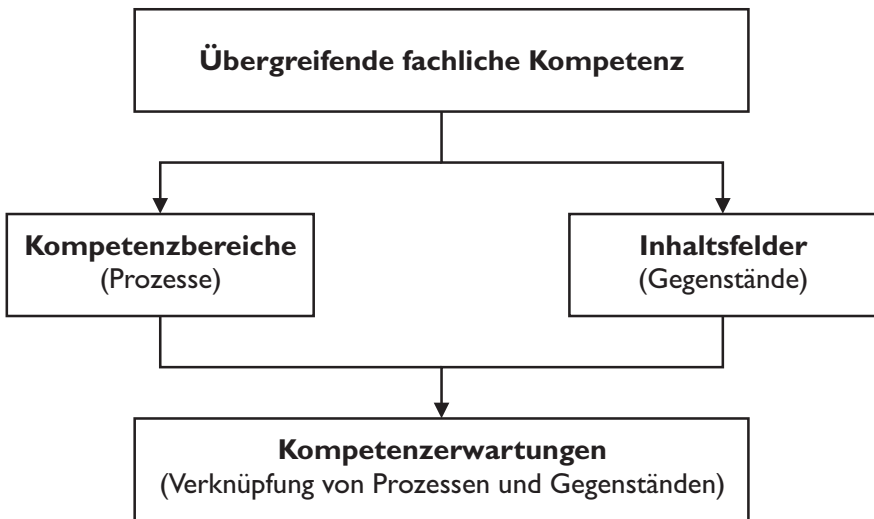 Übergreifende fachliche Kompetenz
Kompetenzbereiche
(Prozesse)
Inhaltsfelder
(Gegenstände)
Kompetenzerwartungen
(Verknüpfung von Prozessen und Gegenständen)